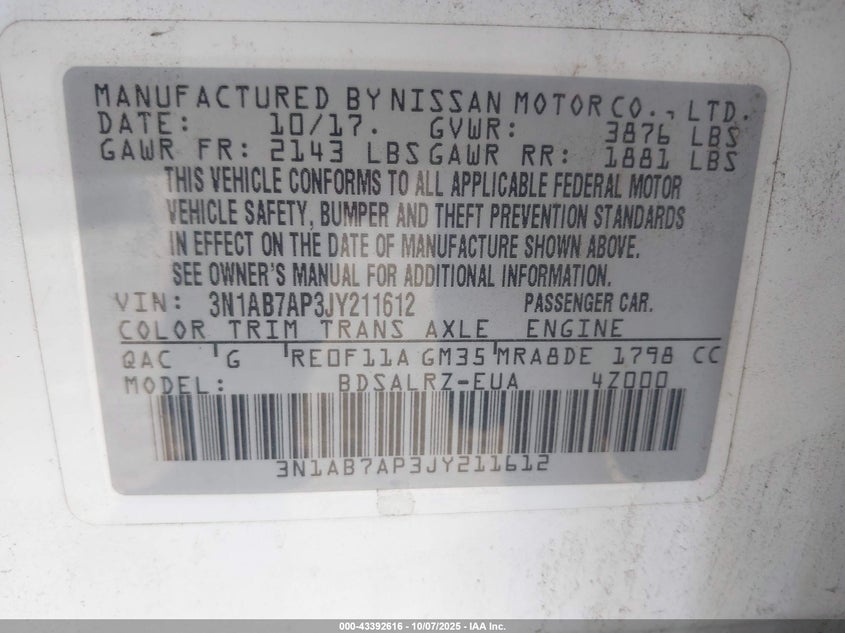 MANUFACTURED BY NISSAN MOTOR CO., LTD.
DATE: 10/17. GVWR: 3876 LBS
GAWR FR: 2143 LBS GAWR RR: 1881 LBS
THIS VEHICLE CONFORMS TO ALL APPLICABLE FEDERAL MOTOR
VEHICLE SAFETY, BUMPER AND THEFT PREVENTION STANDARDS
IN EFFECT ON THE DATE OF MANUFACTURE SHOWN ABOVE.
SEE OWNER'S MANUAL FOR ADDITIONAL INFORMATION.
VIN: 3N1AB7AP3JY211612 PASSENGER CAR.
COLOR TRIM TRANS AXLE ENGINE
QAC G RE0F11A GM35 MRA8DE 1798 CC
MODEL: BDSALRZ-EUA 4Z000
3N1AB7AP3JY211612
000-43392616 - 10/07/2025 - IAA Inc.